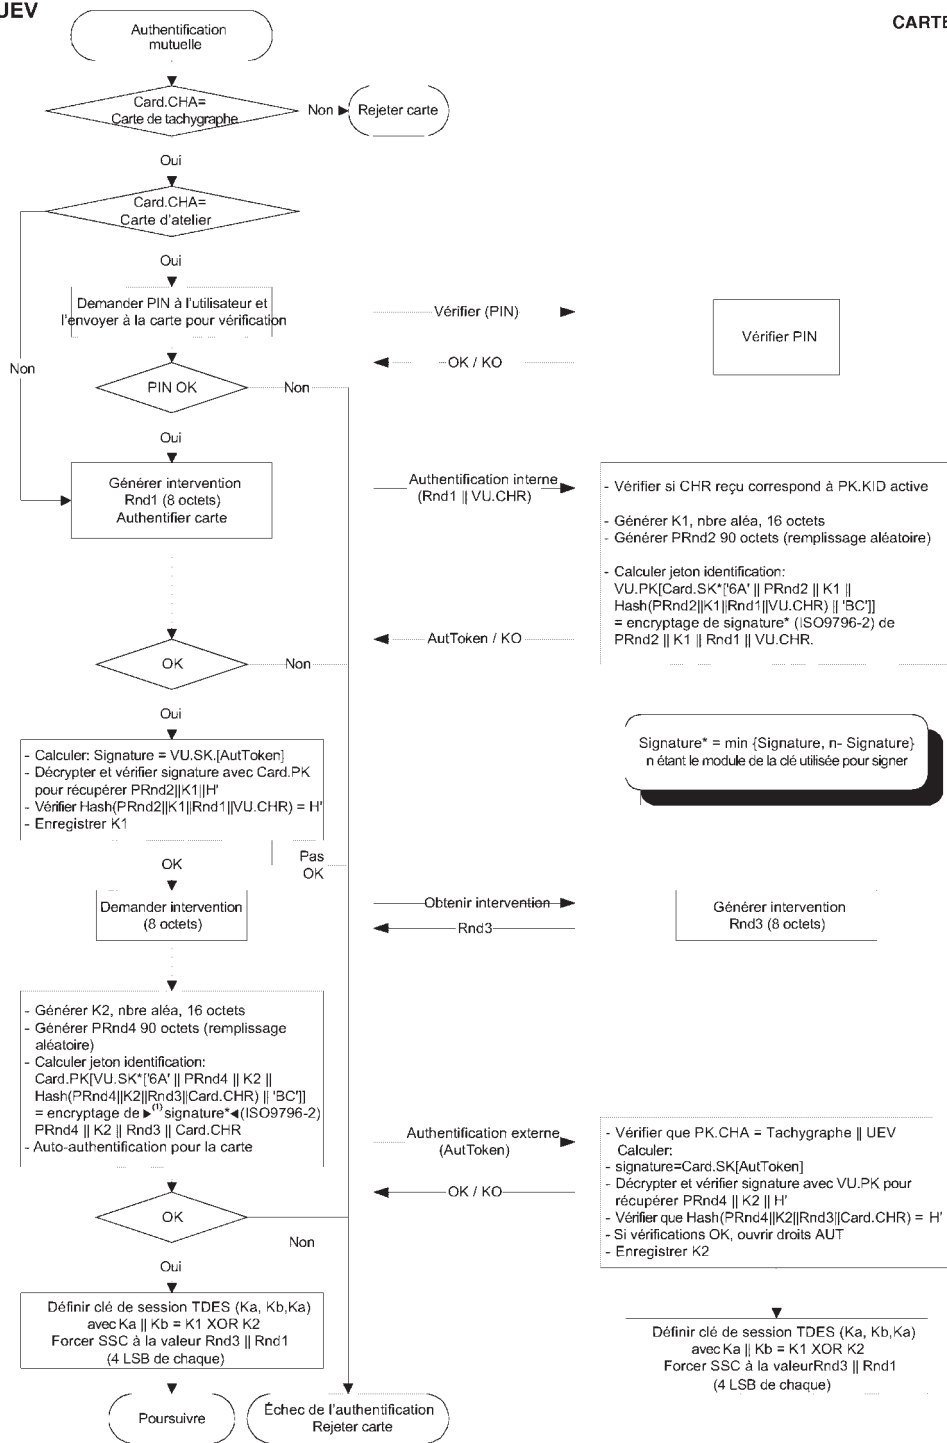 UEV
CARTE
Authentification
mutuelle
Card.CHA=
Carte de tachygraphe
Non
Rejeter carte
Oui
Card.CHA=
Carte d'atelier
Oui
Demander PIN à l'utilisateur et
l'envoyer à la carte pour vérification
Vérifier (PIN)
Vérifier PIN
OK / KO
Non
PIN OK
Non
Oui
Générer intervention
Rnd1 (8 octets)
Authentifier carte
Authentification interne
(Rnd1 || VU.CHR)
- Vérifier si CHR reçu correspond à PK.KID active
- Générer K1, nbre aléa, 16 octets
- Générer PRnd2 90 octets (remplissage aléatoire)
- Calculer jeton identification:
VU.PK[Card.SK*['6A' || PRnd2 || K1 ||
Hash(PRnd2||K1||Rnd1||VU.CHR) || 'BC']]
= encryptage de signature* (ISO9796-2) de
PRnd2 || K1 || Rnd1 || VU.CHR.
AutToken / KO
OK
Non
Oui
- Calculer: Signature = VU.SK.[AutToken]
- Décrypter et vérifier signature avec Card.PK
pour récupérer PRnd2||K1||H'
- Vérifier Hash(PRnd2||K1||Rnd1||VU.CHR) = H'
- Enregistrer K1
Signature* = min {Signature, n- Signature}
n étant le module de la clé utilisée pour signer
OK
Pas
OK
Demander intervention
(8 octets)
Obtenir intervention
Rnd3
Générer intervention
Rnd3 (8 octets)
- Générer K2, nbre aléa, 16 octets
- Générer PRnd4 90 octets (remplissage
aléatoire)
- Calculer jeton identification:
Card.PK[VU.SK*['6A' || PRnd4 || K2 ||
Hash(PRnd4||K2||Rnd3||Card.CHR) || 'BC']]
= encryptage de ►(1) signature*◄(ISO9796-2)
PRnd4 || K2 || Rnd3 || Card.CHR
- Auto-authentification pour la carte
Authentification externe
(AutToken)
OK / KO
- Vérifier que PK.CHA = Tachygraphe || UEV
Calculer:
- signature=Card.SK[AutToken]
- Décrypter et vérifier signature avec VU.PK pour
récupérer PRnd4 || K2 || H'
- Vérifier que Hash(PRnd4||K2||Rnd3||Card.CHR) = H'
- Si vérifications OK, ouvrir droits AUT
- Enregistrer K2
OK
Non
Oui
Définir clé de session TDES (Ka, Kb,Ka)
avec Ka || Kb = K1 XOR K2
Forcer SSC à la valeur Rnd3 || Rnd1
(4 LSB de chaque)
Définir clé de session TDES (Ka, Kb,Ka)
avec Ka || Kb = K1 XOR K2
Forcer SSC à la valeurRnd3 || Rnd1
(4 LSB de chaque)
Poursuivre
Échec de l'authentification
Rejeter carte